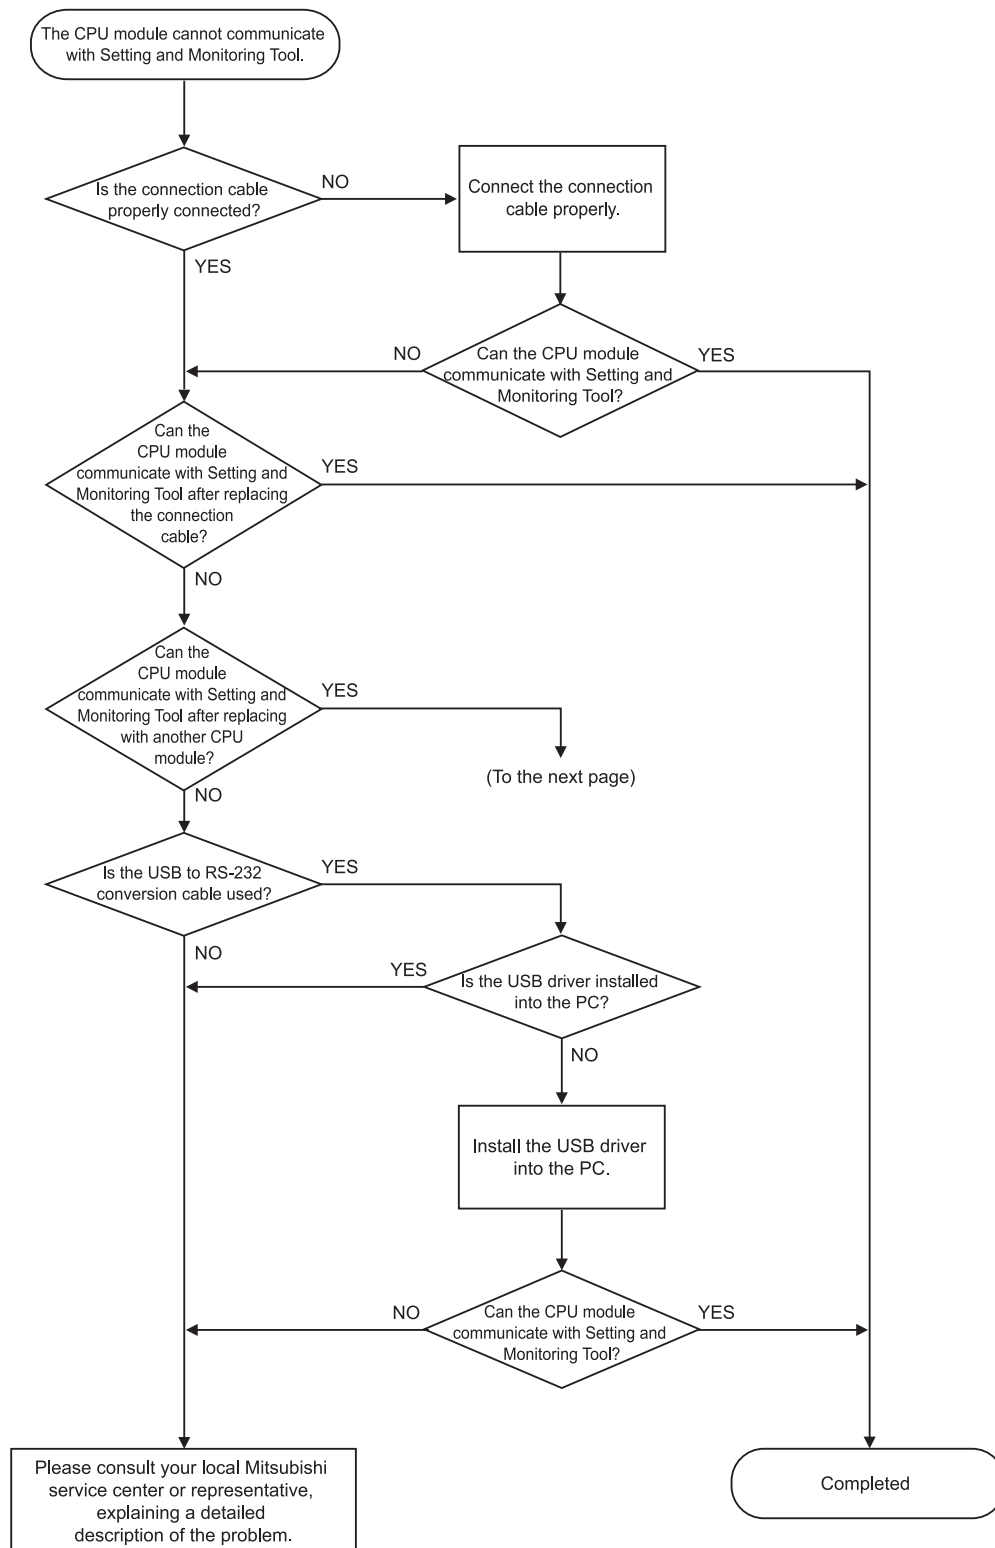 The CPU module cannot communicate
with Setting and Monitoring Tool.
Is the connection cable
properly connected?
NO
Connect the connection
cable properly.
YES
Can the CPU module
communicate with Setting and
Monitoring Tool?
NO
YES
Can the
CPU module
communicate with Setting and
Monitoring Tool after replacing
the connection
cable?
YES
NO
Can the
CPU module
communicate with Setting and
Monitoring Tool after replacing
with another CPU
module?
YES
(To the next page)
NO
Is the USB to RS-232
conversion cable used?
YES
NO
YES
Is the USB driver installed
into the PC?
NO
Install the USB driver
into the PC.
NO
Can the CPU module
communicate with Setting and
Monitoring Tool?
YES
Please consult your local Mitsubishi
service center or representative,
explaining a detailed
description of the problem.
Completed